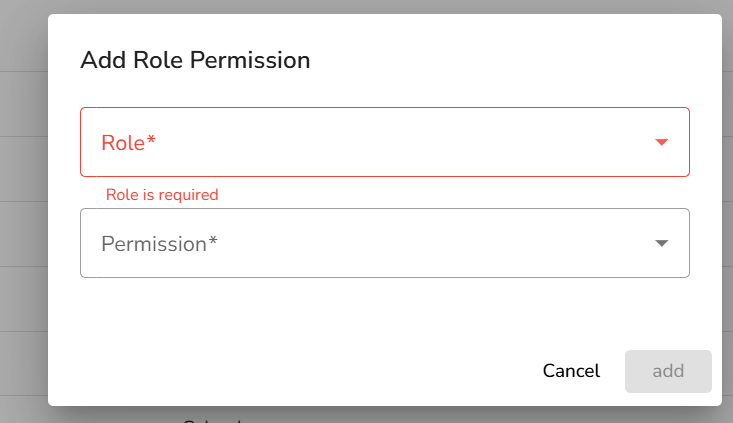 Add Role Permission
Role*
Role is required
Permission*
Cancel
add